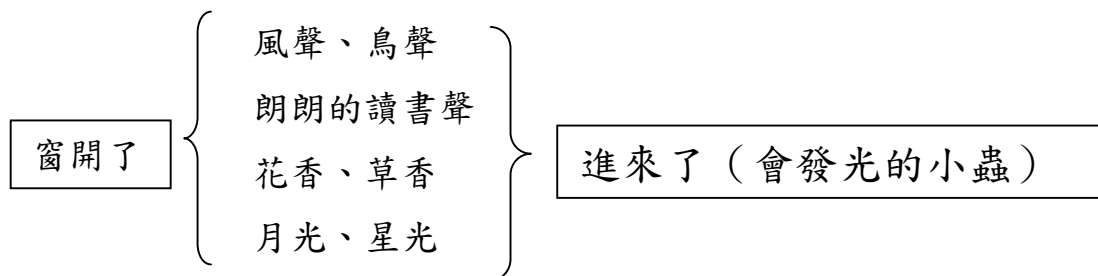 風聲、鳥聲
朗朗的讀書聲
窗開了
進來了（會發光的小蟲）
花香、草香
月光、星光